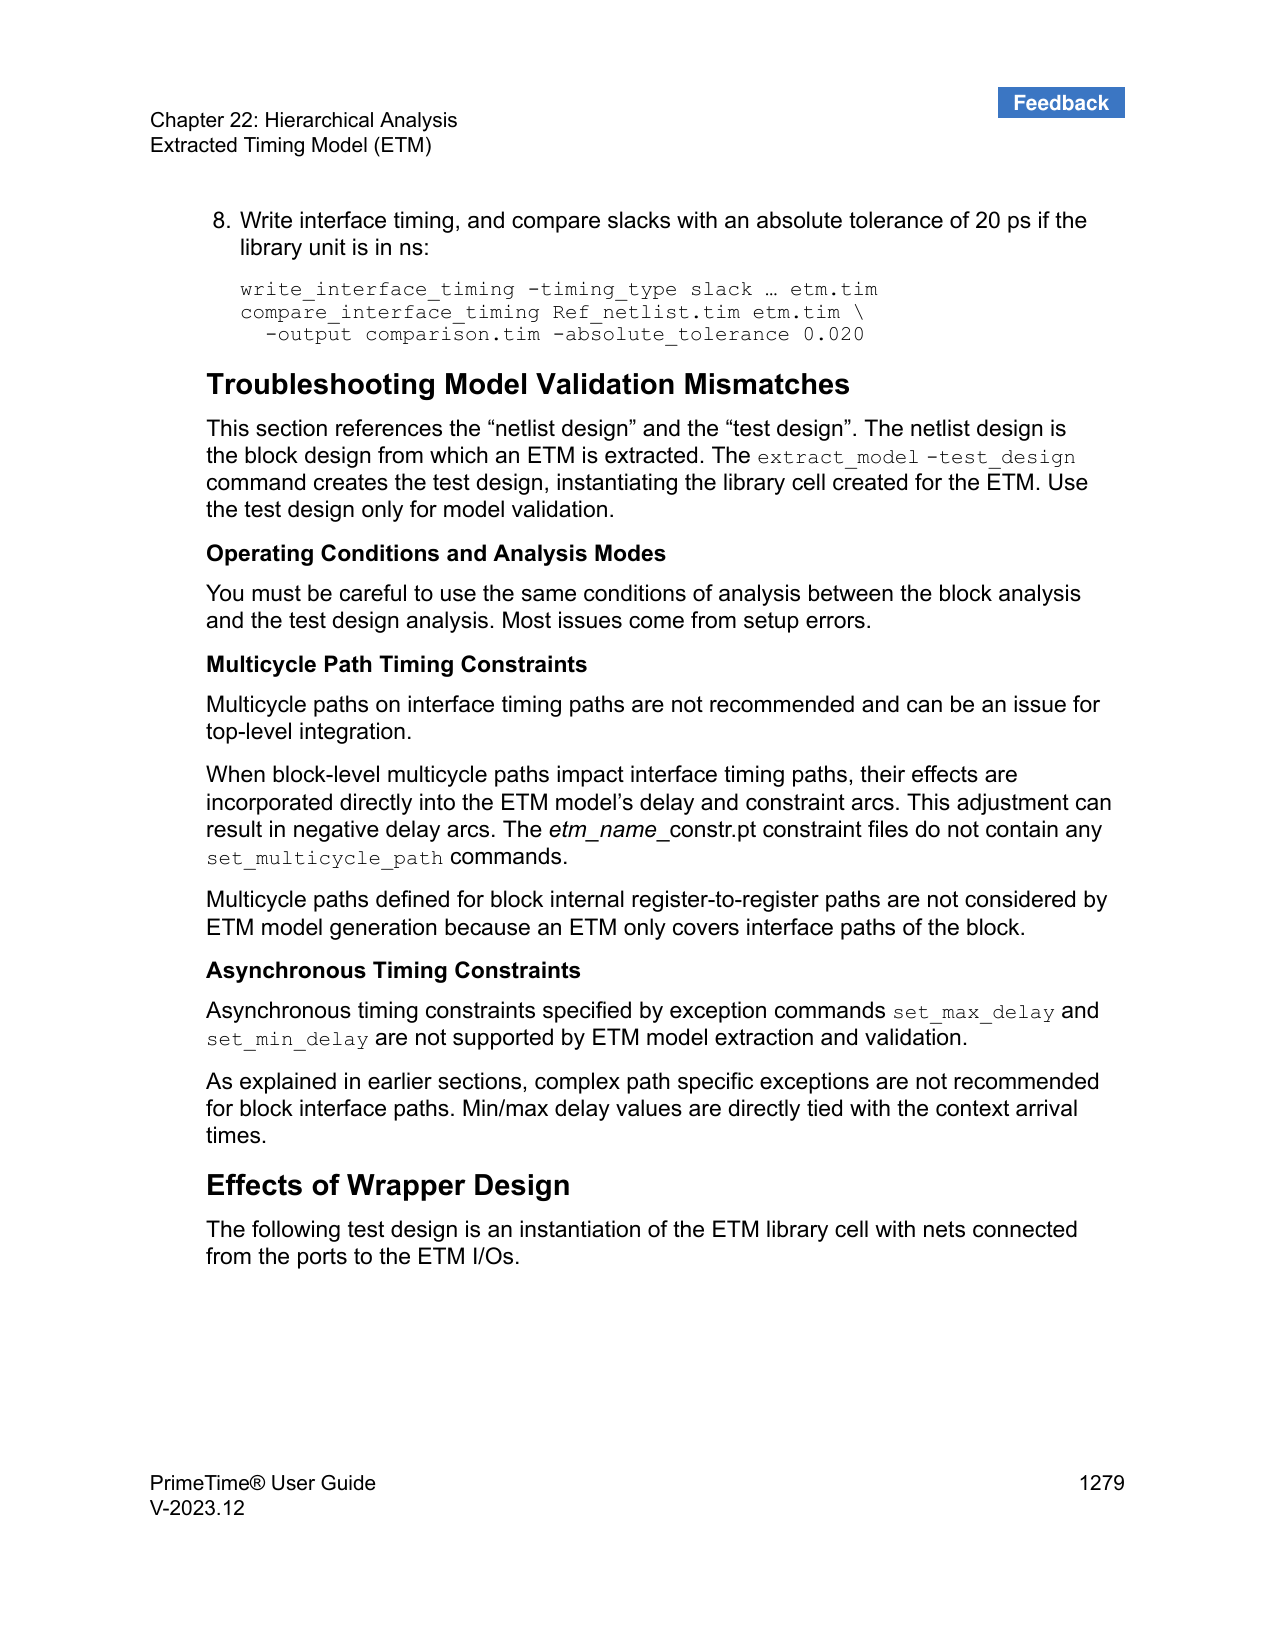 Feedback
Chapter 22: Hierarchical Analysis
Extracted Timing Model (ETM)
8. Write interface timing, and compare slacks with an absolute tolerance of 20 ps if the
library unit is in ns:
write_interface_timing -timing_type slack … etm.tim
compare_interface_timing Ref_netlist.tim etm.tim \
-output comparison.tim -absolute_tolerance 0.020
Troubleshooting Model Validation Mismatches
This section references the “netlist design” and the “test design”. The netlist design is
the block design from which an ETM is extracted. The extract_model -test_design
command creates the test design, instantiating the library cell created for the ETM. Use
the test design only for model validation.
Operating Conditions and Analysis Modes
You must be careful to use the same conditions of analysis between the block analysis
and the test design analysis. Most issues come from setup errors.
Multicycle Path Timing Constraints
Multicycle paths on interface timing paths are not recommended and can be an issue for
top-level integration.
When block-level multicycle paths impact interface timing paths, their effects are
incorporated directly into the ETM model’s delay and constraint arcs. This adjustment can
result in negative delay arcs. The etm_name_constr.pt constraint files do not contain any
set_multicycle_path commands.
Multicycle paths defined for block internal register-to-register paths are not considered by
ETM model generation because an ETM only covers interface paths of the block.
Asynchronous Timing Constraints
Asynchronous timing constraints specified by exception commands set_max_delay and
set_min_delay are not supported by ETM model extraction and validation.
As explained in earlier sections, complex path specific exceptions are not recommended
for block interface paths. Min/max delay values are directly tied with the context arrival
times.
Effects of Wrapper Design
The following test design is an instantiation of the ETM library cell with nets connected
from the ports to the ETM I/Os.
PrimeTime® User Guide 1279
V-2023.12